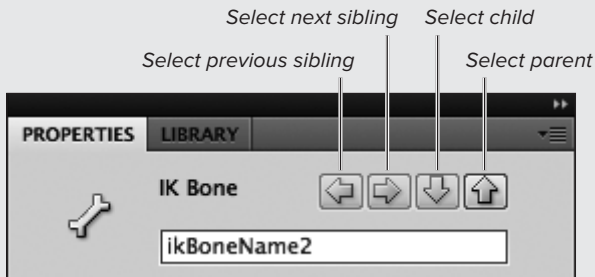 Select next sibling Select child
Select previous sibling Select parent
PROPERTIES LIBRARY
IK Bone
ikBoneName2